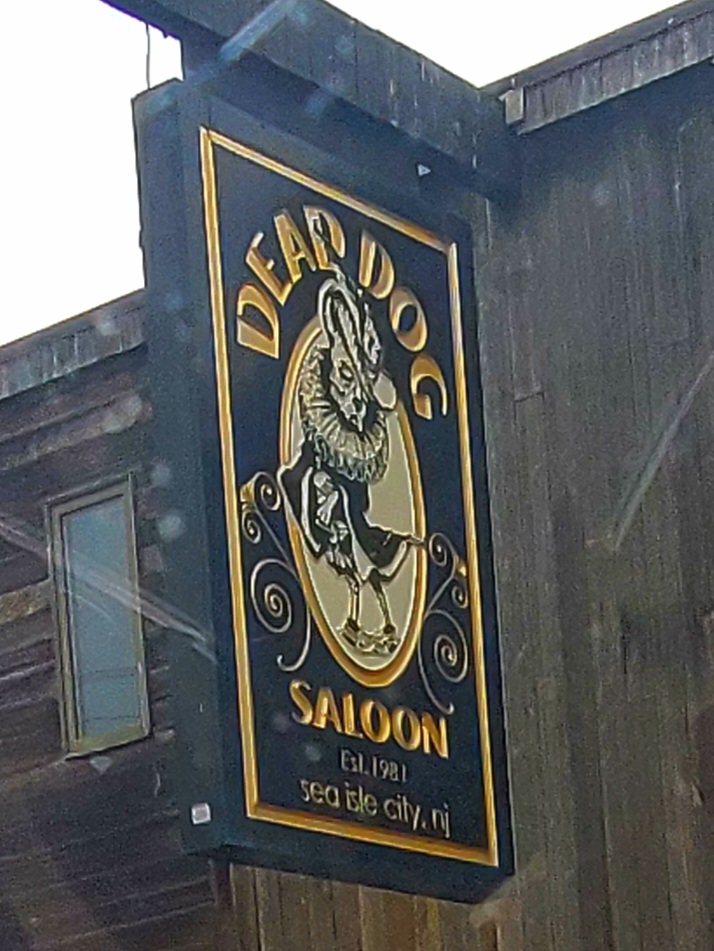 DEAD DOG
SALOON
Est. 1981
sea isle city, nj